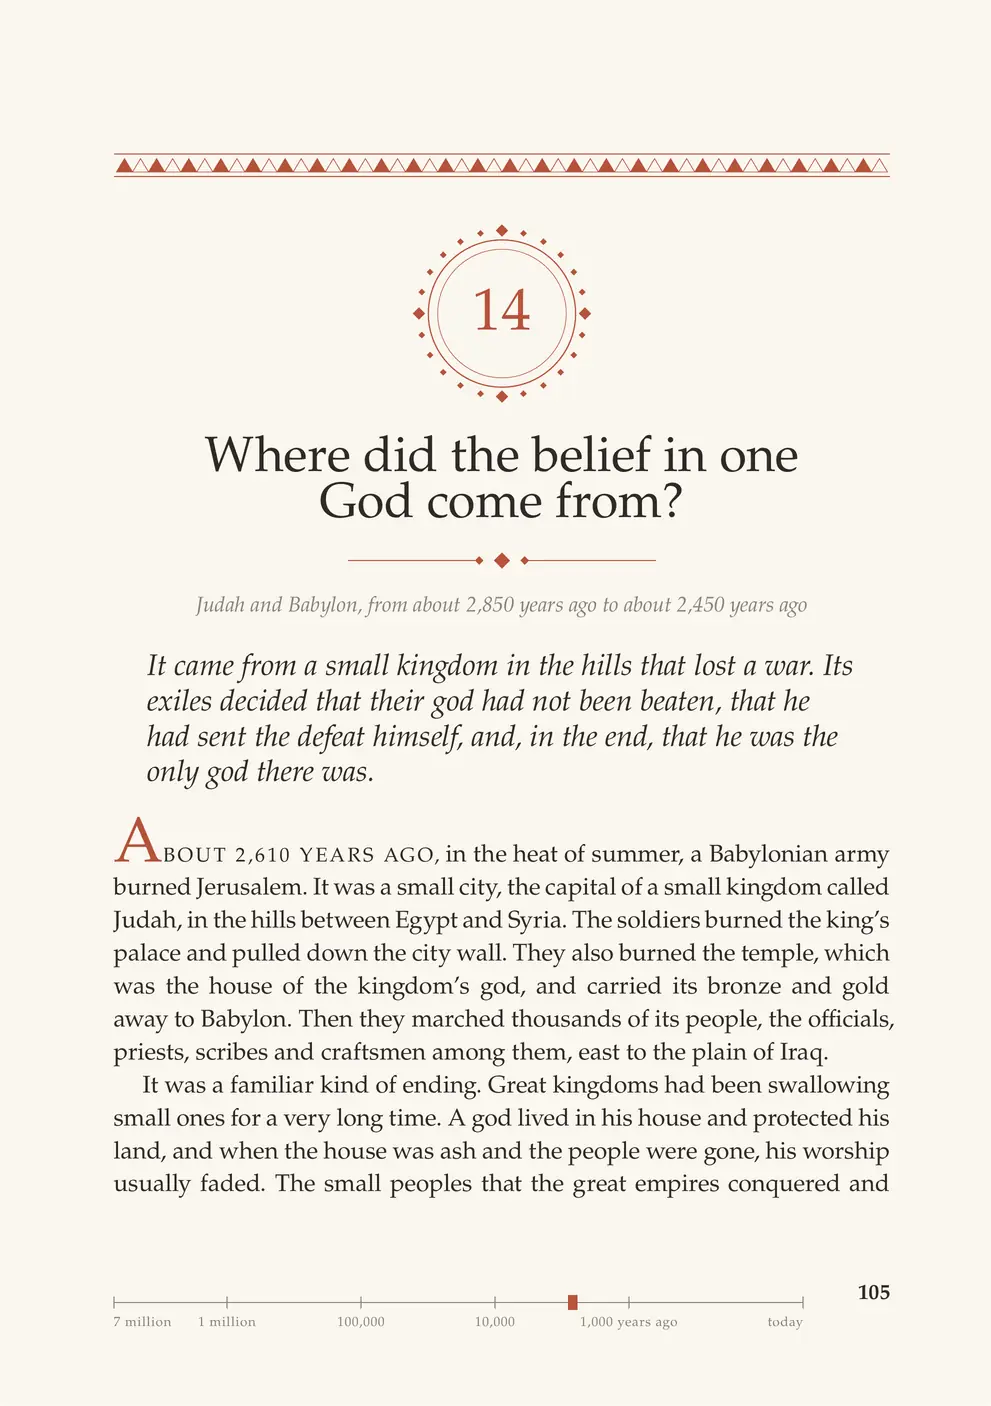 14
Where did the belief in one
God come from?
Judah and Babylon, from about 2,850 years ago to about 2,450 years ago
It came from a small kingdom in the hills that lost a war. Its
exiles decided that their god had not been beaten, that he
had sent the defeat himself, and, in the end, that he was the
only god there was.
ABOUT 2,610 YEARS AGO, in the heat of summer, a Babylonian army
burned Jerusalem. It was a small city, the capital of a small kingdom called
Judah, in the hills between Egypt and Syria. The soldiers burned the king’s
palace and pulled down the city wall. They also burned the temple, which
was the house of the kingdom’s god, and carried its bronze and gold
away to Babylon. Then they marched thousands of its people, the officials,
priests, scribes and craftsmen among them, east to the plain of Iraq.
It was a familiar kind of ending. Great kingdoms had been swallowing
small ones for a very long time. A god lived in his house and protected his
land, and when the house was ash and the people were gone, his worship
usually faded. The small peoples that the great empires conquered and
105
7 million 1 million 100,000 10,000 1,000 years ago today